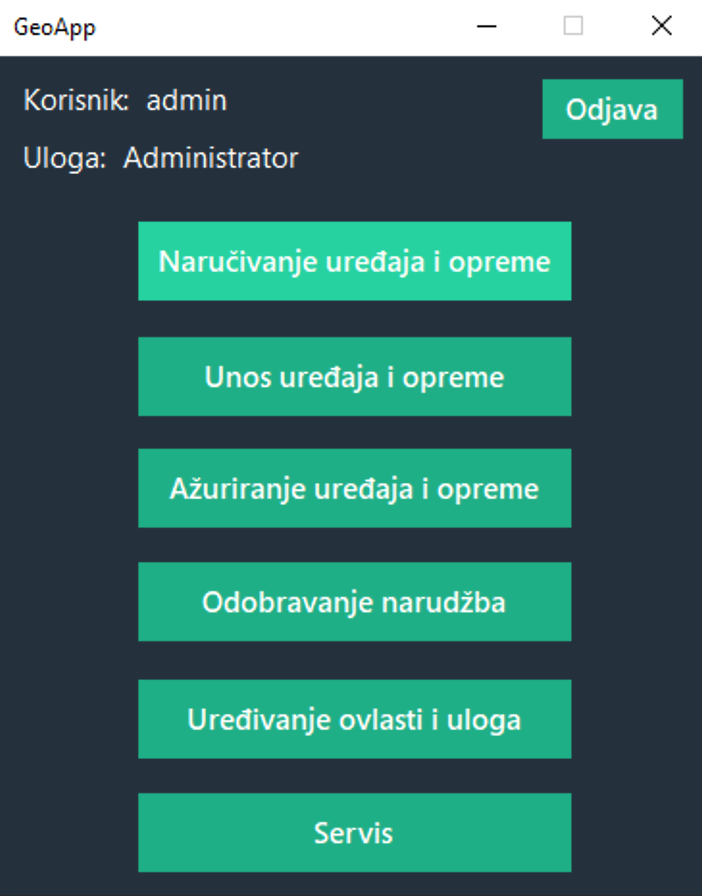 GeoApp
Korisnik: admin
Odjava
Uloga: Administrator
Naručivanje uređaja i opreme
Unos uređaja i opreme
Ažuriranje uređaja i opreme
Odobravanje narudžba
Uređivanje ovlasti i uloga
Servis